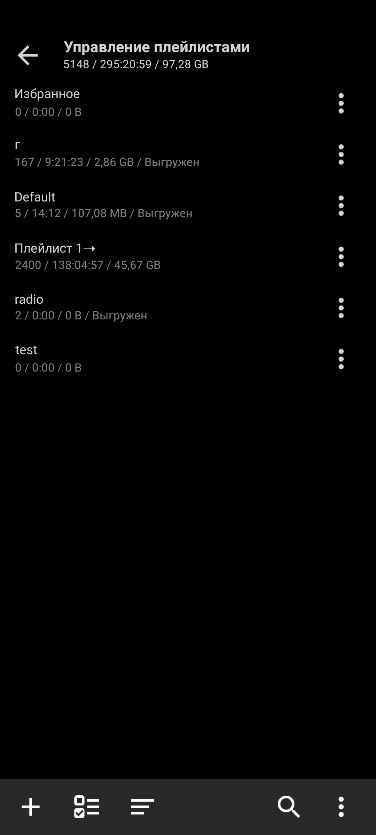 Управление плейлистами
5148 / 295:20:59 / 97,28 GB
Избранное
0 / 0:00 / 0 B
г
167 / 9:21:23 / 2,86 GB / Выгружен
Default
5 / 14:12 / 107,08 MB / Выгружен
Плейлист 1→
2400 / 138:04:57 / 45,67 GB
radio
2 / 0:00 / 0 B / Выгружен
test
0 / 0:00 / 0 B